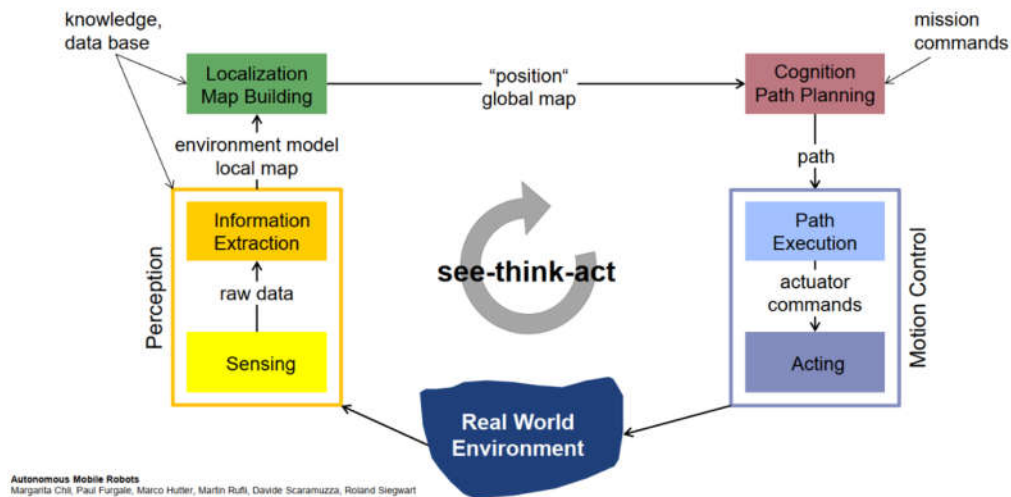 knowledge,
data base
mission
commands
Localization
Map Building
“position“
global map
Cognition
Path Planning
environment model
local map
path
Perception
Information
Extraction
raw data
Sensing
see-think-act
Path
Execution
actuator
commands
Acting
Motion Control
Real World
Environment
Autonomous Mobile Robots
Margarita Chli, Paul Furgale, Marco Hutter, Martin Rufli, Davide Scaramuzza, Roland Siegwart